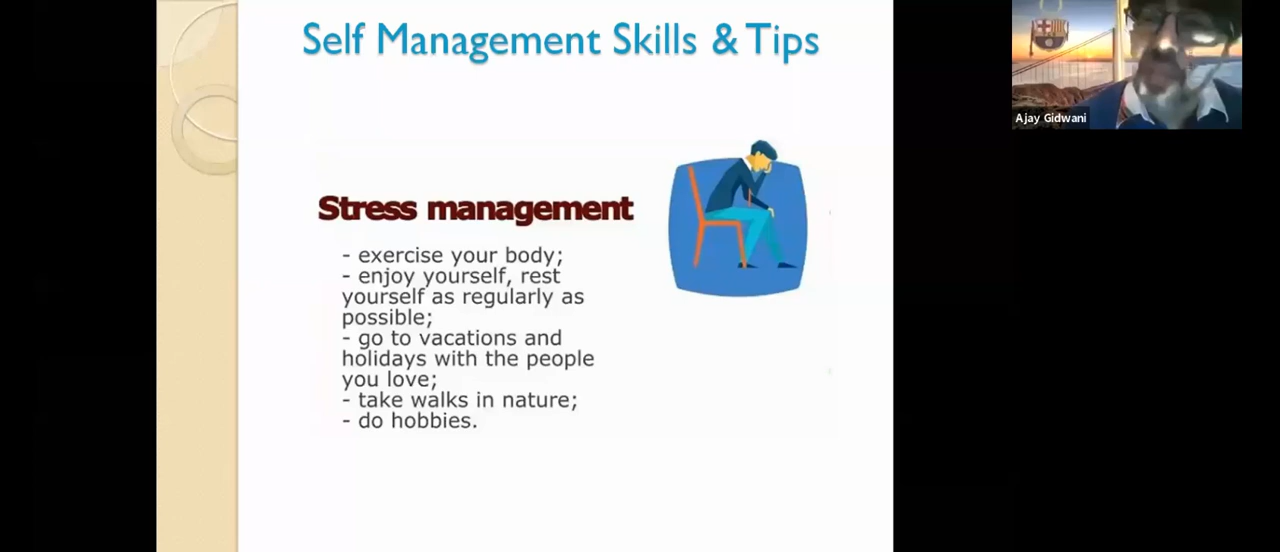 Self Management Skills & Tips
Ajay Gidwani
Stress management
- exercise your body;
- enjoy yourself, rest
yourself as regularly as
possible;
- go to vacations and
holidays with the people
you love;
- take walks in nature;
- do hobbies.